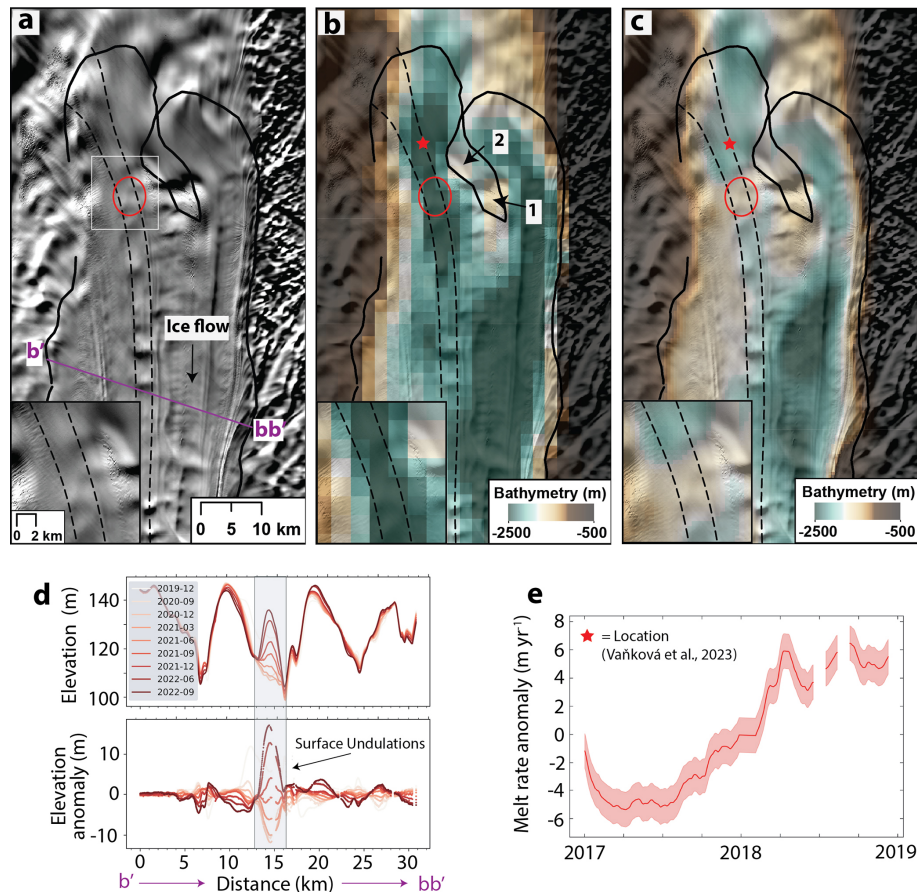 a
b
c
2
1
Ice flow
b′
bb′
0 2 km
0 5 10 km
Bathymetry (m)
-2500 -500
Bathymetry (m)
-2500 -500
d
Elevation (m)
140
120
100
2019-12
2020-09
2020-12
2021-03
2021-06
2021-09
2021-12
2022-06
2022-09
Elevation
anomaly (m)
10
0
-10
Surface Undulations
0 5 10 15 20 25 30
b′ Distance (km) bb′
e
Melt rate anomaly (m yr⁻¹)
8
6
4
2
0
-2
-4
-6
= Location
(Vaňková et al., 2023)
2017 2018 2019